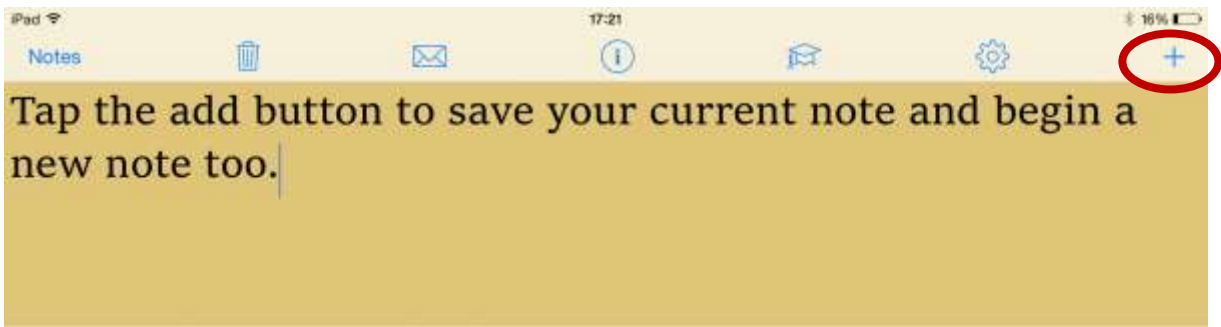 iPad 17:21 16%
Notes
Tap the add button to save your current note and begin a
new note too.